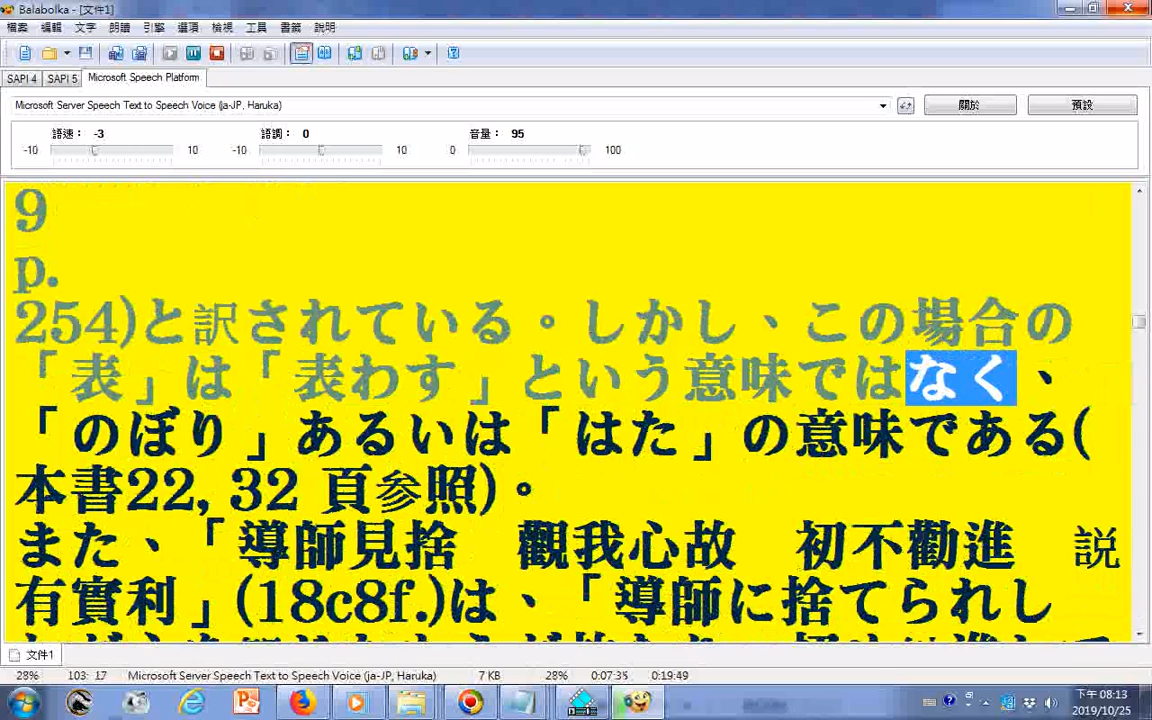 Balabolka - [文件1]
檔案 編輯 文字 朗讀 引擎 選項 檢視 工具 書籤 說明
SAPI 4 SAPI 5 Microsoft Speech Platform
Microsoft Server Speech Text to Speech Voice (ja-JP, Haruka) 關於 預設
語速： -3 語調： 0 音量： 95
-10 10 -10 10 0 100
9
p.
254)と訳されている。しかし、この場合の
「表」は「表わす」という意味ではなく、
「のぼり」あるいは「はた」の意味である(
本書22, 32 頁参照)。
また、「導師見捨　觀我心故　初不勸進　説
有實利」(18c8f.)は、「導師に捨てられし
文件1
28% 103: 17 Microsoft Server Speech Text to Speech Voice (ja-JP, Haruka) 7 KB 28% 0:07:35 0:19:49
下午 08:13
2019/10/25